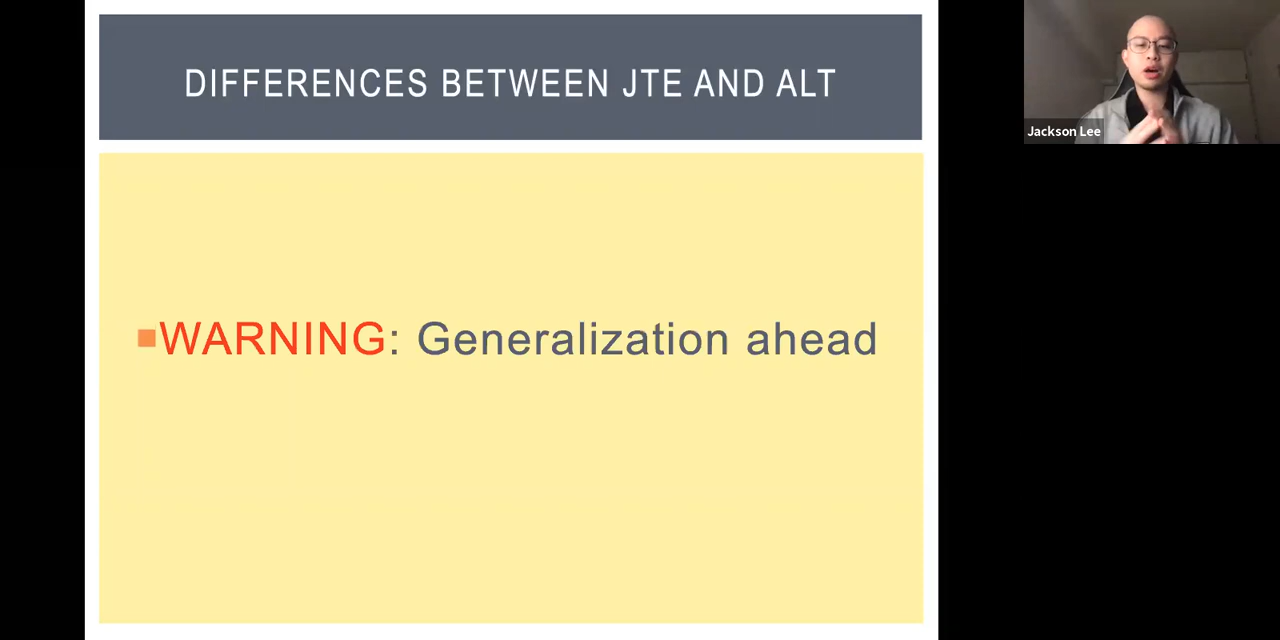 DIFFERENCES BETWEEN JTE AND ALT
WARNING: Generalization ahead
Jackson Lee